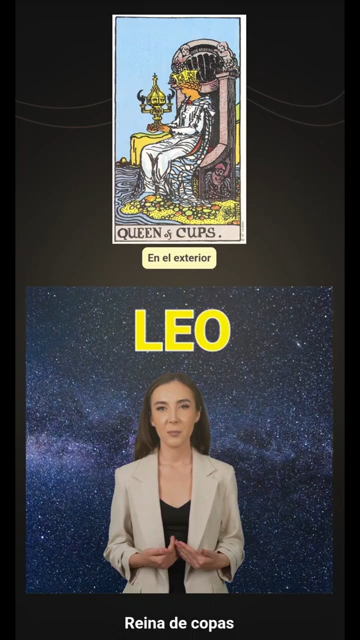 QUEEN of CUPS.
En el exterior
LEO
Reina de copas